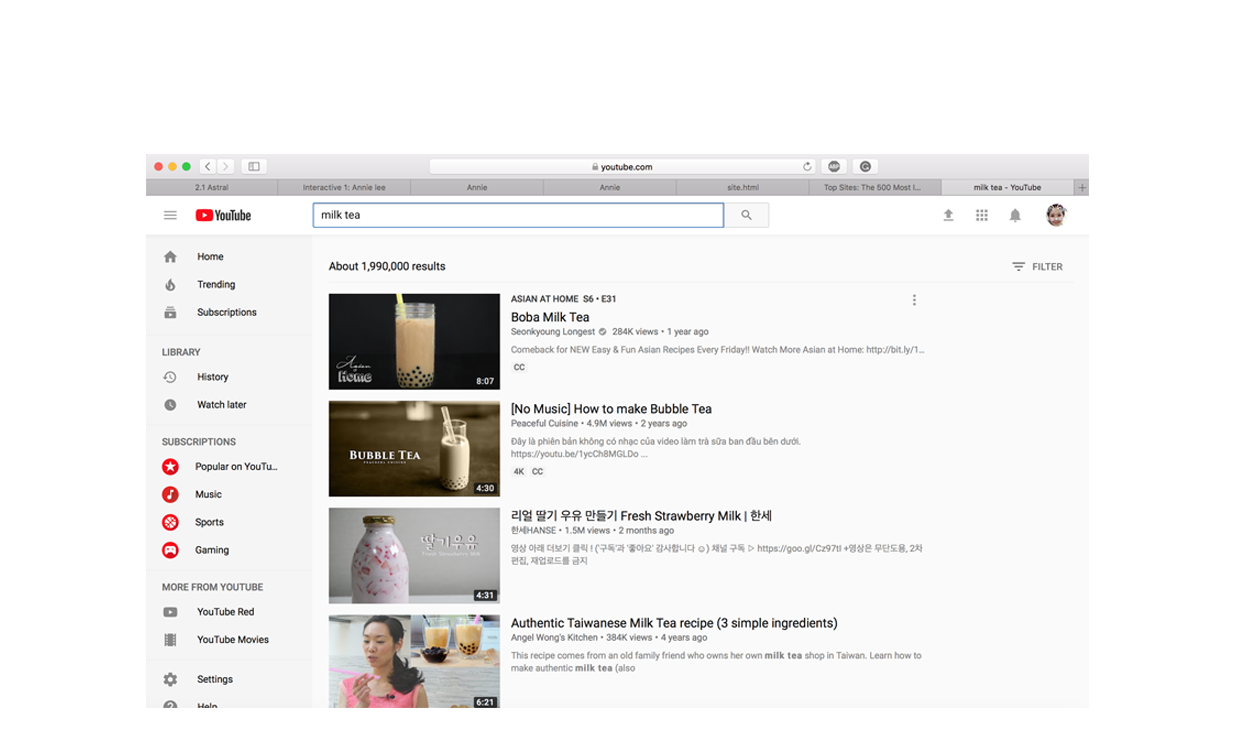 youtube.com
ABP
G
2.1 Astral
Interactive 1: Annie lee
Annie
Annie
site.html
Top Sites: The 500 Most I...
milk tea - YouTube
+
YouTube
milk tea
Home
Trending
Subscriptions
LIBRARY
History
Watch later
SUBSCRIPTIONS
Popular on YouTu...
Music
Sports
Gaming
MORE FROM YOUTUBE
YouTube Red
YouTube Movies
Settings
Help
About 1,990,000 results
FILTER
Asian
Home
8:07
ASIAN AT HOME S6 • E31
Boba Milk Tea
Seonkyoung Longest 284K views • 1 year ago
Comeback for NEW Easy & Fun Asian Recipes Every Friday!! Watch More Asian at Home: http://bit.ly/1...
CC
BUBBLE TEA
PEACEFUL CUISINE
4:30
[No Music] How to make Bubble Tea
Peaceful Cuisine • 4.9M views • 2 years ago
Đây là phiên bản không có nhạc của video làm trà sữa ban đầu bên dưới.
https://youtu.be/1ycCh8MGLDo ...
4K CC
딸기우유
Fresh Strawberry Milk
4:31
리얼 딸기 우유 만들기 Fresh Strawberry Milk | 한세
한세HANSE • 1.5M views • 2 months ago
영상 아래 더보기 클릭 ! ('구독'과 '좋아요' 감사합니다 ☺) 채널 구독 ▷ https://goo.gl/Cz97tI +영상은 무단도용, 2차
편집, 재업로드를 금지
6:21
Authentic Taiwanese Milk Tea recipe (3 simple ingredients)
Angel Wong's Kitchen • 384K views • 4 years ago
This recipe comes from an old family friend who owns her own milk tea shop in Taiwan. Learn how to
make authentic milk tea (also